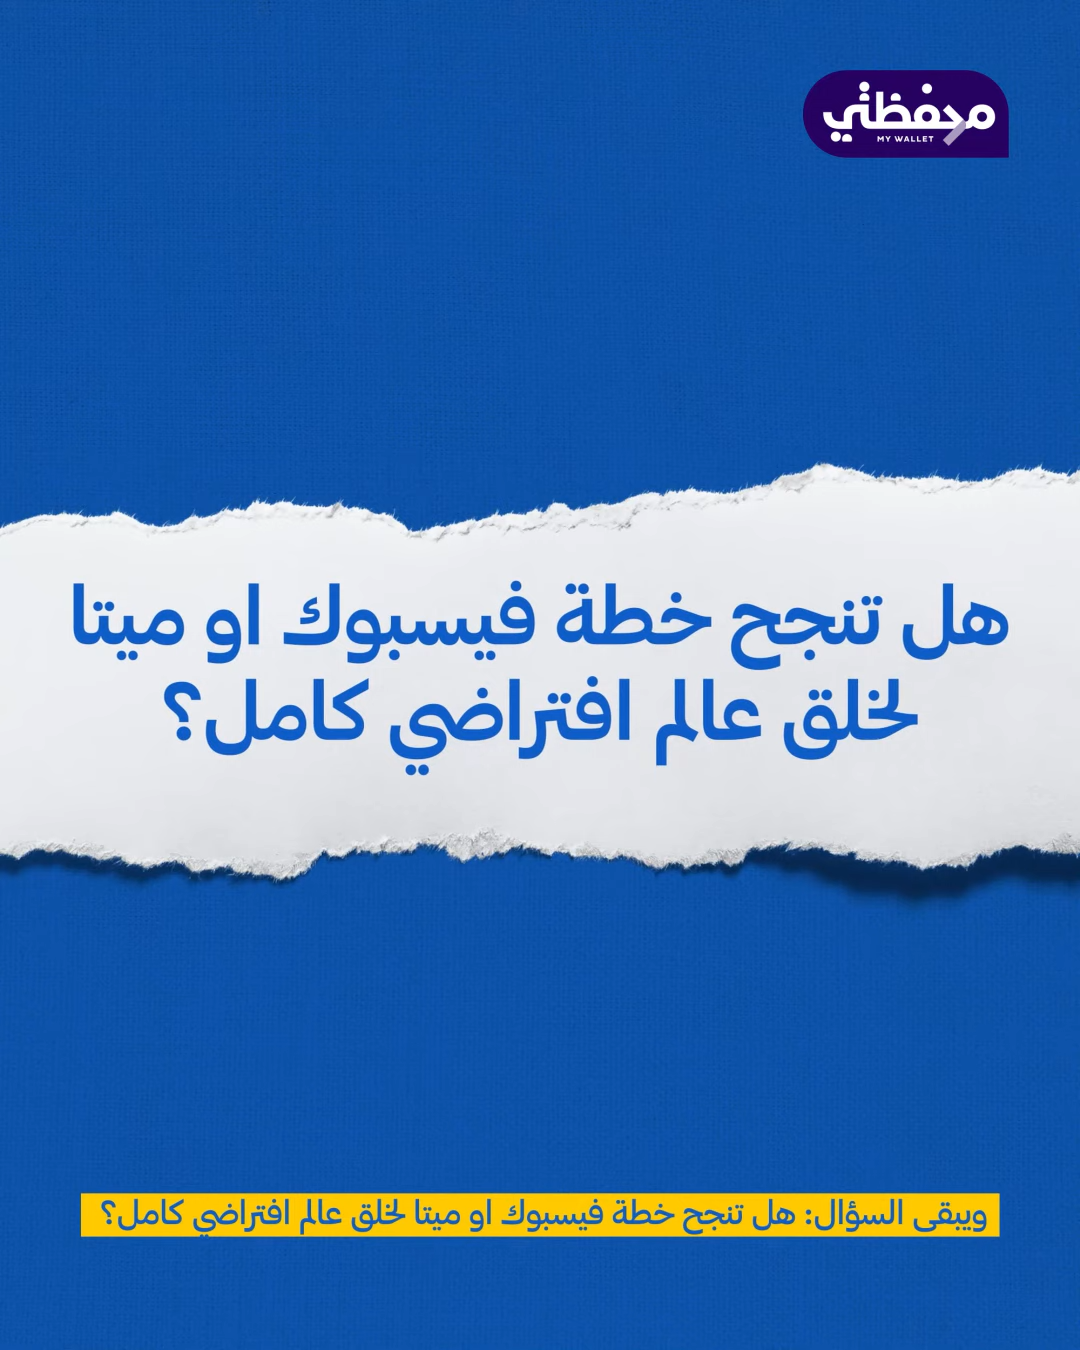 محفظتي
MY WALLET
هل تنجح خطة فيسبوك او ميتا
لخلق عالم افتراضي كامل؟
ويبقى السؤال: هل تنجح خطة فيسبوك او ميتا لخلق عالم افتراضي كامل؟